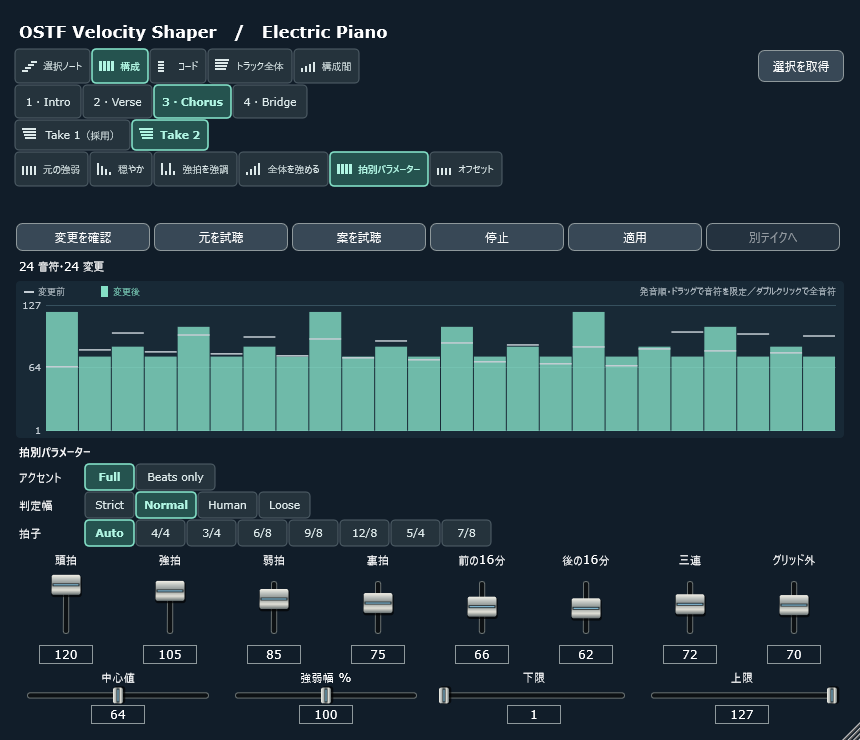 OSTF Velocity Shaper / Electric Piano
選択ノート 構成 コード トラック全体 構成間 選択を取得
1・Intro 2・Verse 3・Chorus 4・Bridge
Take 1（採用） Take 2
元の強弱 穏やか 強拍を強調 全体を強める 拍別パラメーター オフセット
変更を確認 元を試聴 案を試聴 停止 適用 別テイクへ
24 音符・24 変更
変更前 変更後 発音順・ドラッグで音符を限定／ダブルクリックで全音符
127
64
1
拍別パラメーター
アクセント Full Beats only
判定幅 Strict Normal Human Loose
拍子 Auto 4/4 3/4 6/8 9/8 12/8 5/4 7/8
頭拍 強拍 弱拍 裏拍 前の16分 後の16分 三連 グリッド外
120 105 85 75 66 62 72 70
中心値 強弱幅 % 下限 上限
64 100 1 127